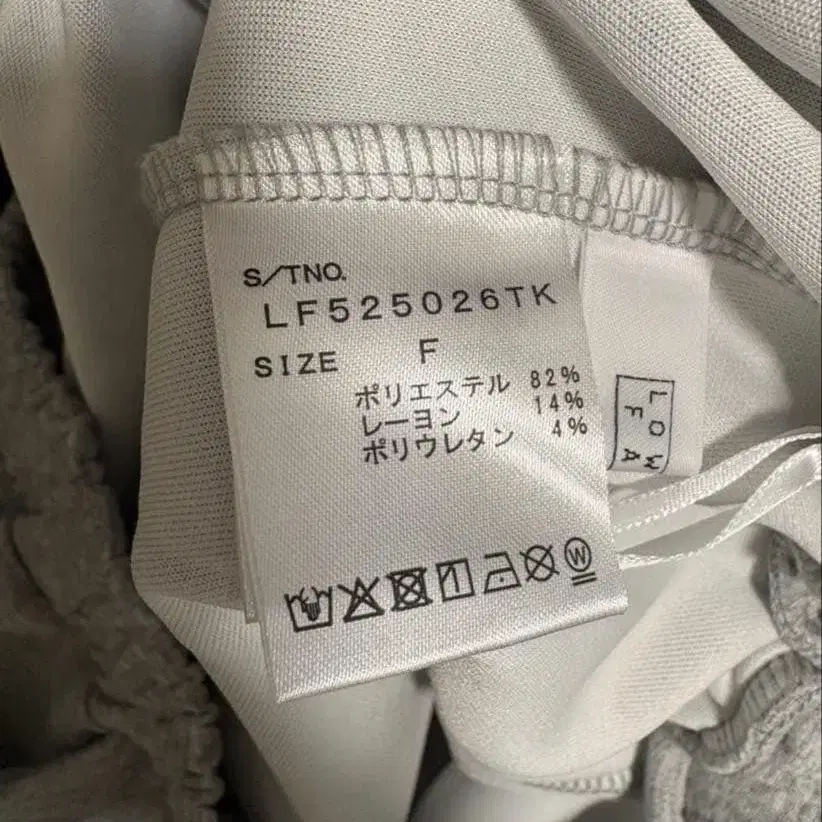 S/TNO.
LF525026TK
SIZE F
ポリエステル 82%
レーヨン 14%
ポリウレタン 4%
W
LOW
F A